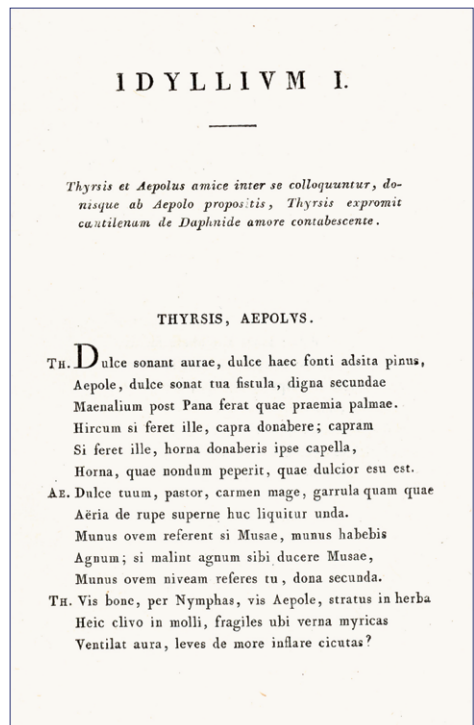 IDYLLIVM I.
Thyrsis et Aepolus amice inter se colloquuntur, do-
nisque ab Aepolo propositis, Thyrsis expromit
cantilenam de Daphnide amore contabescente.
THYRSIS, AEPOLVS.
TH. Dulce sonant aurae, dulce haec fonti adsita pinus,
Aepole, dulce sonat tua fistula, digna secundae
Maenalium post Pana ferat quae praemia palmae.
Hircum si feret ille, capra donabere; capram
Si feret ille, horna donaberis ipse capella,
Horna, quae nondum peperit, quae dulcior esu est.
AE. Dulce tuum, pastor, carmen mage, garrula quam quae
Aëria de rupe superne huc liquitur unda.
Munus ovem referent si Musae, munus habebis
Agnum; si malint agnum sibi ducere Musae,
Munus ovem niveam referes tu, dona secunda.
TH. Vis bone, per Nymphas, vis Aepole, stratus in herba
Heic clivo in molli, fragiles ubi verna myricas
Ventilat aura, leves de more inflare cicutas?